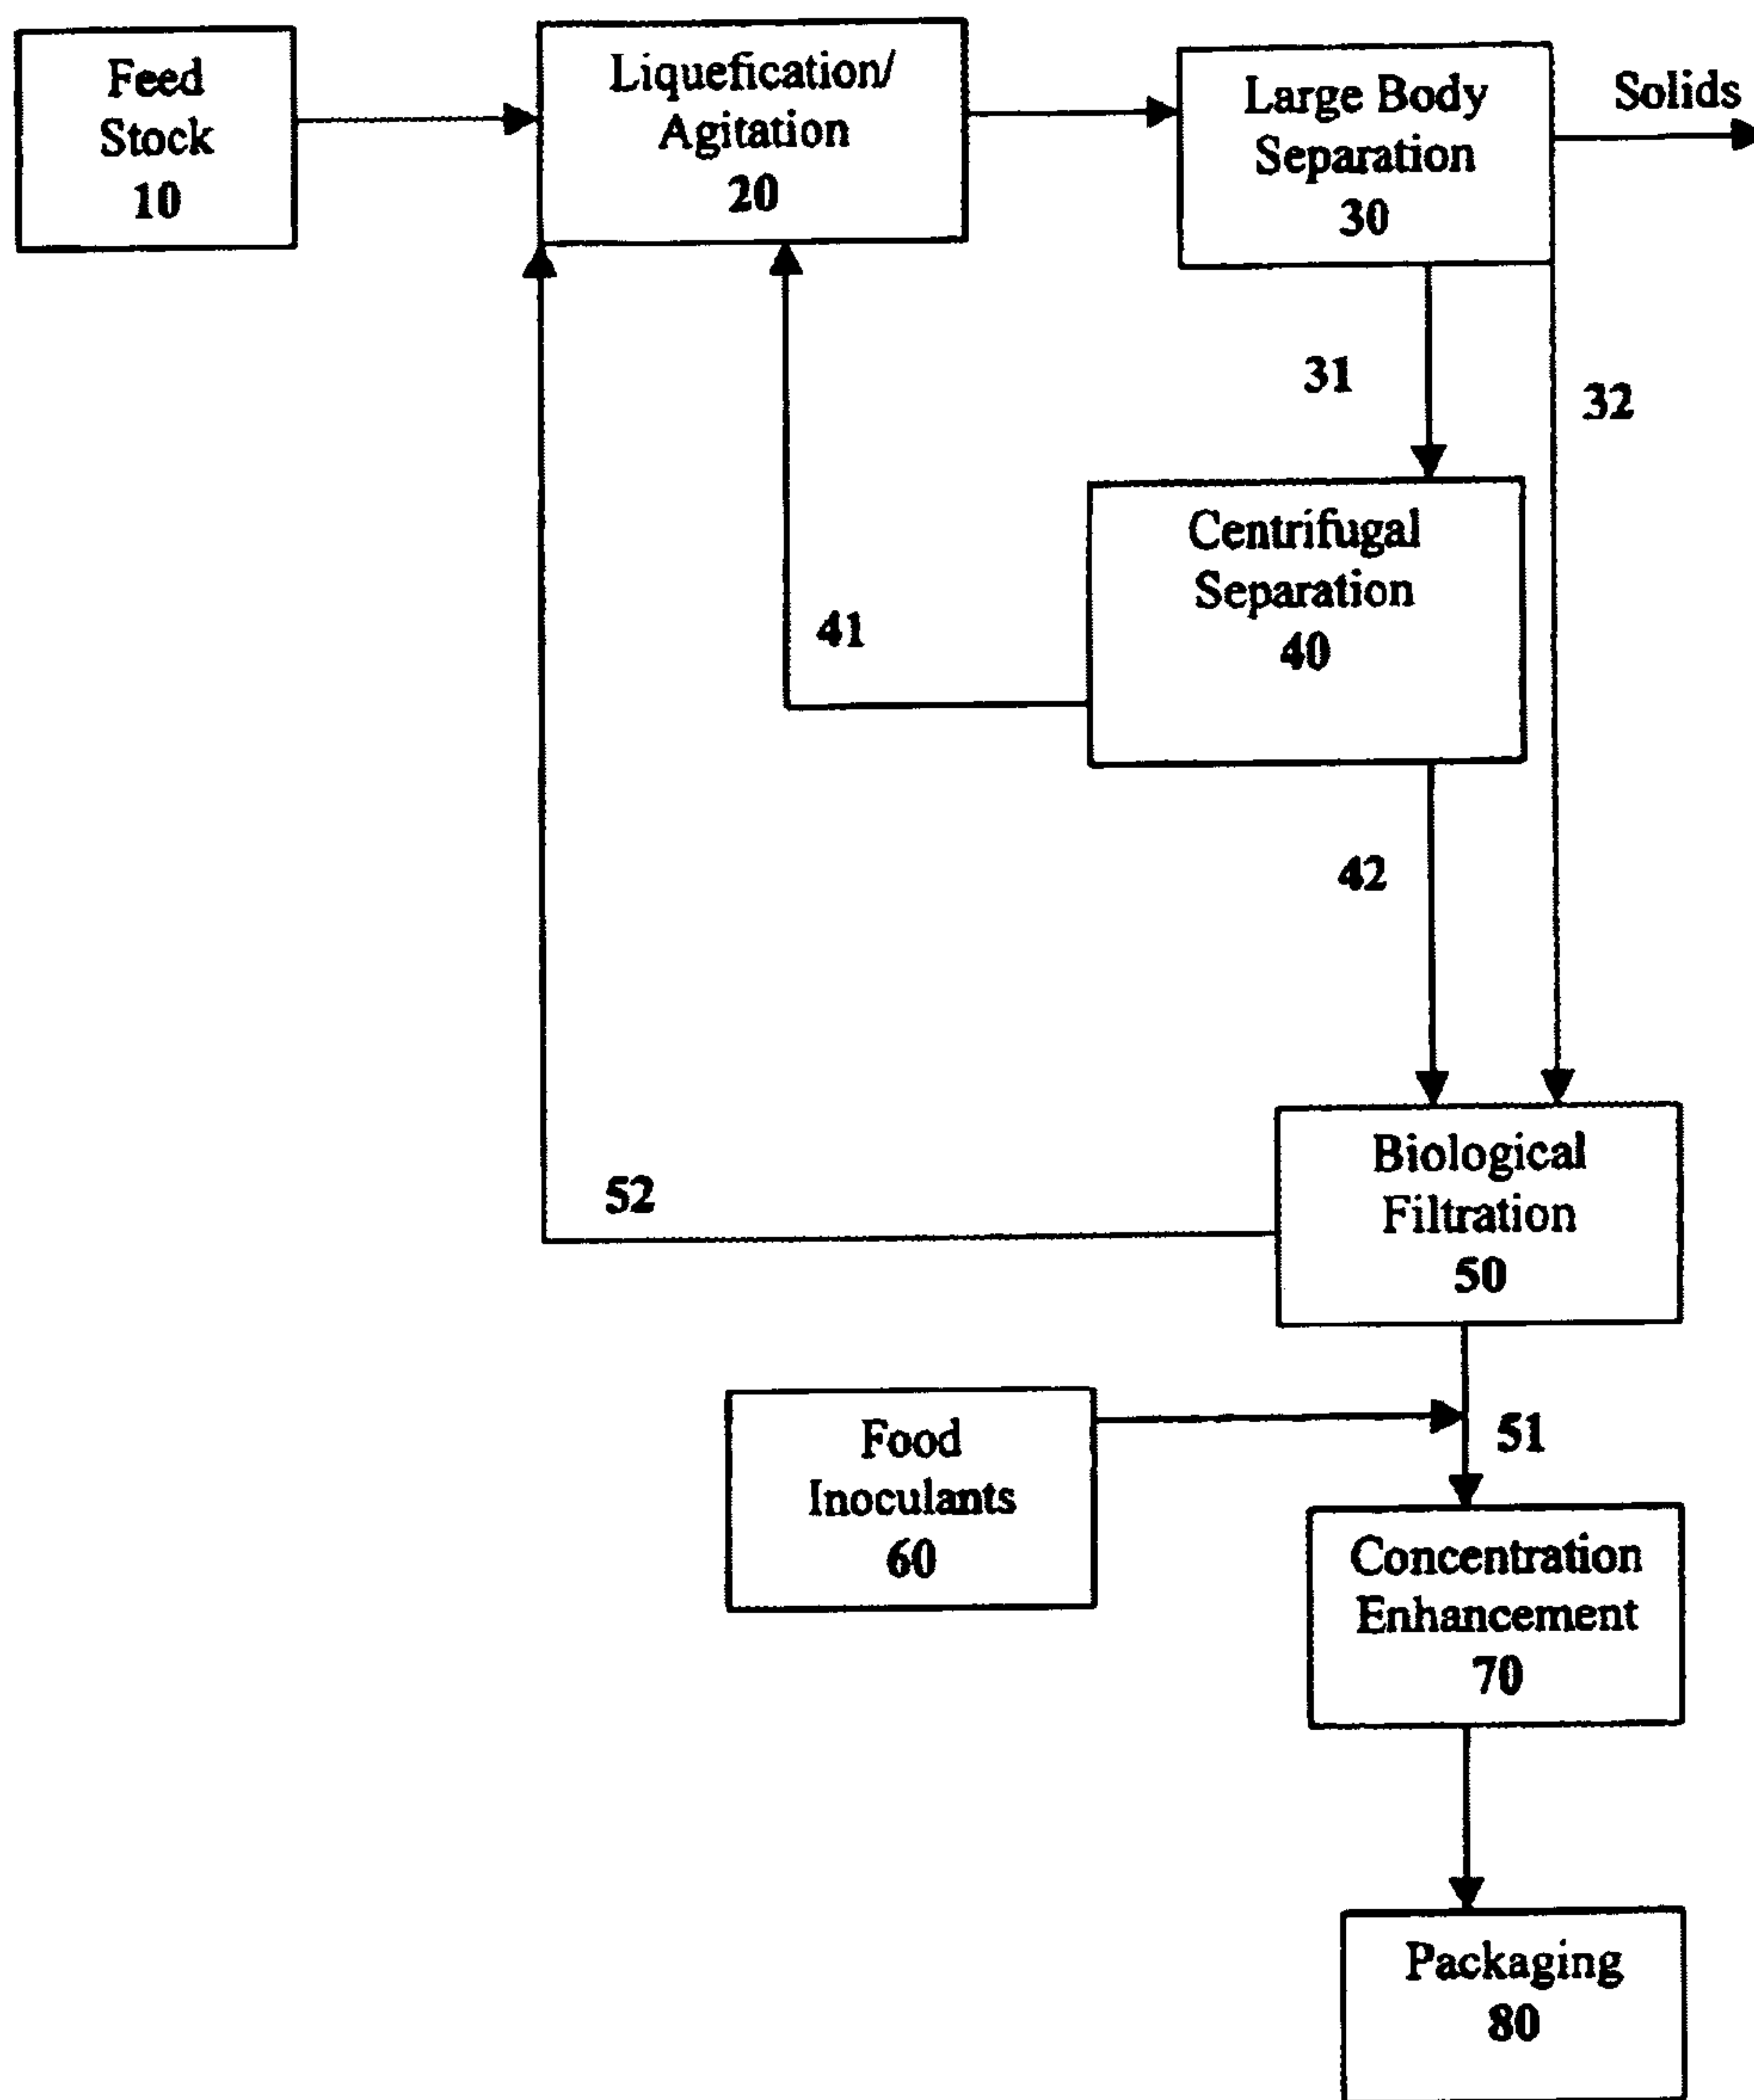 Feed
Stock
10
Liquefication/
Agitation
20
Large Body
Separation
30
Solids
31
32
Centrifugal
Separation
40
41
42
Biological
Filtration
50
52
Food
Inoculants
60
51
Concentration
Enhancement
70
Packaging
80